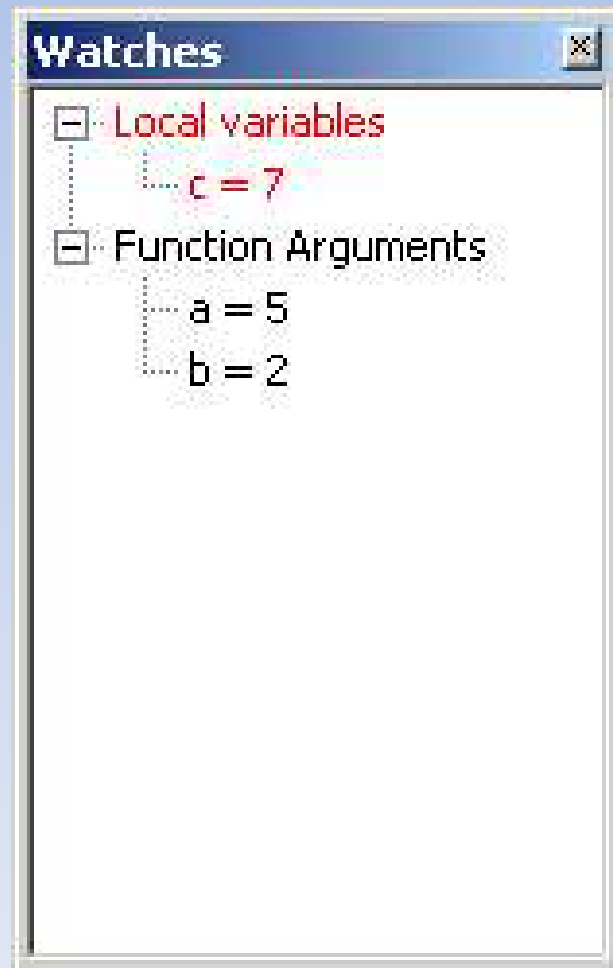 Watches
Local variables
c = 7
Function Arguments
a = 5
b = 2